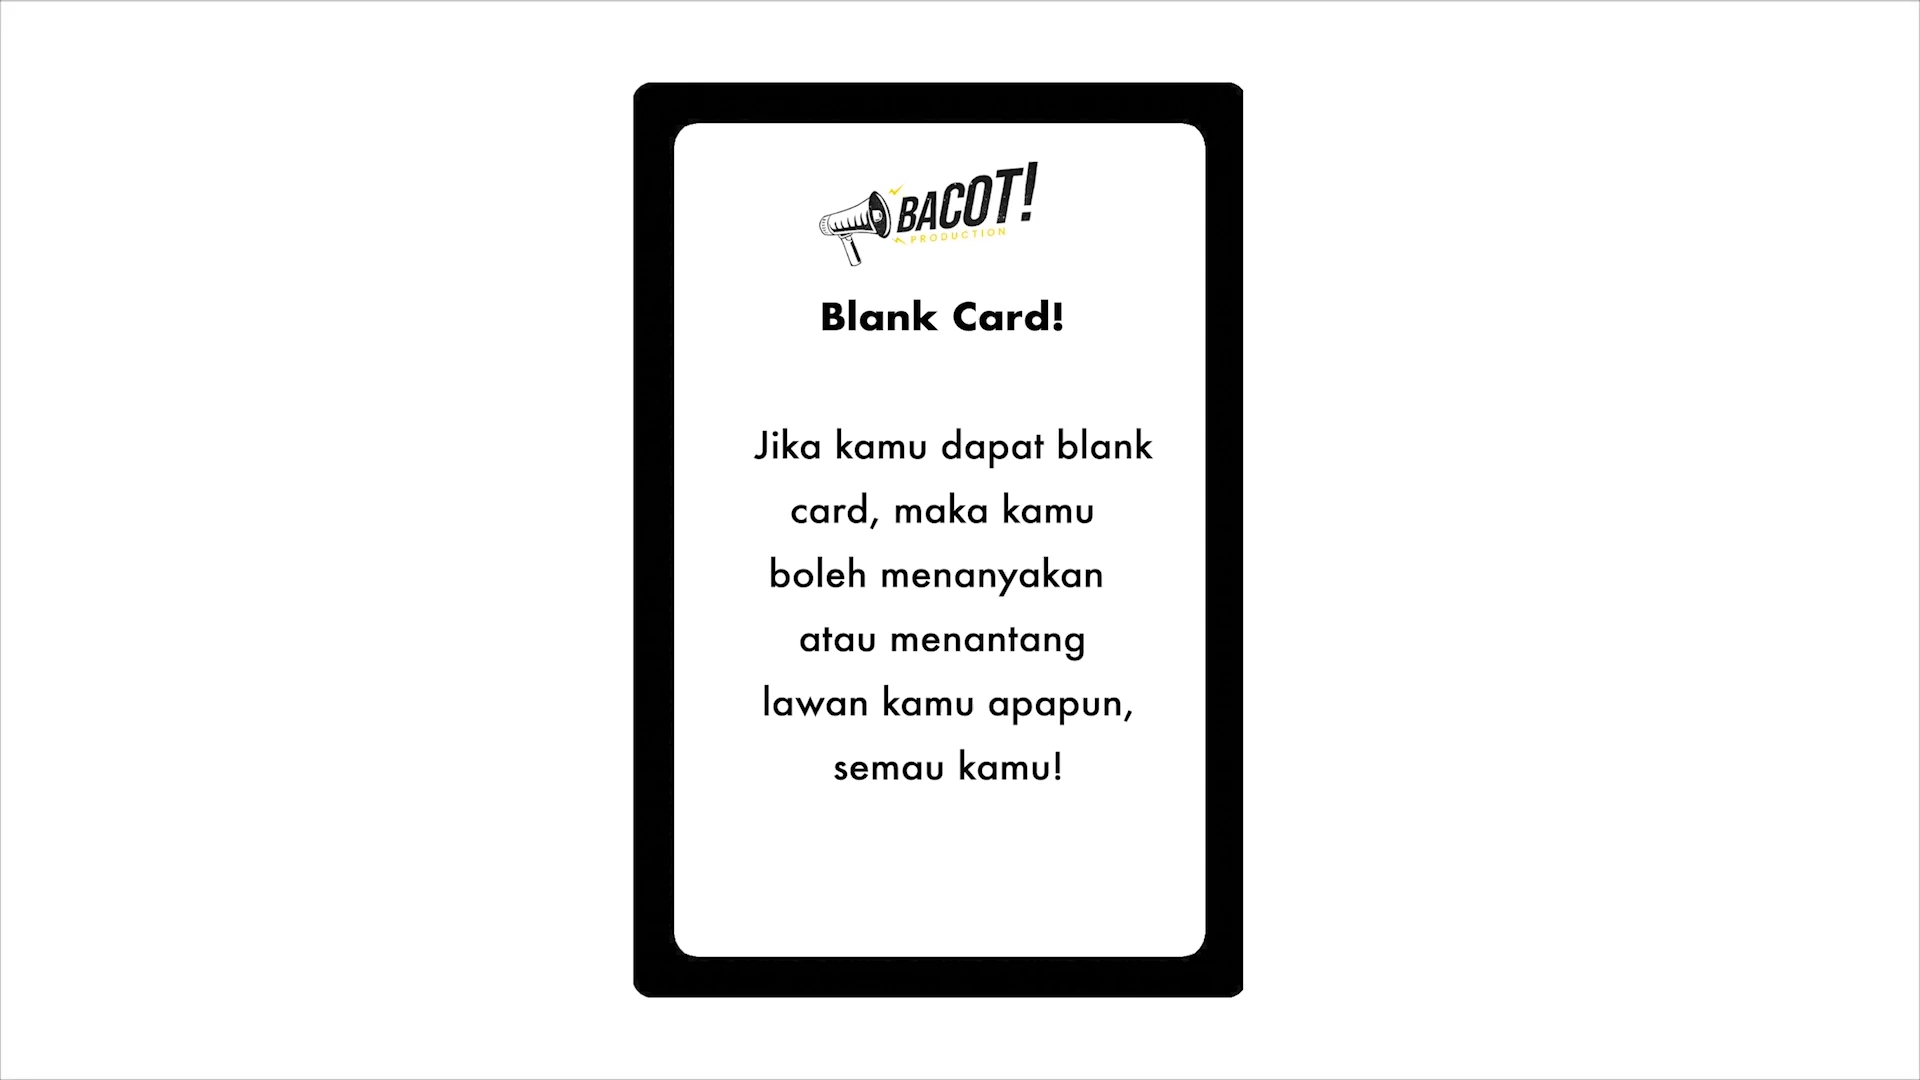 BACOT!
PRODUCTION
Blank Card!
Jika kamu dapat blank
card, maka kamu
boleh menanyakan
atau menantang
lawan kamu apapun,
semau kamu!